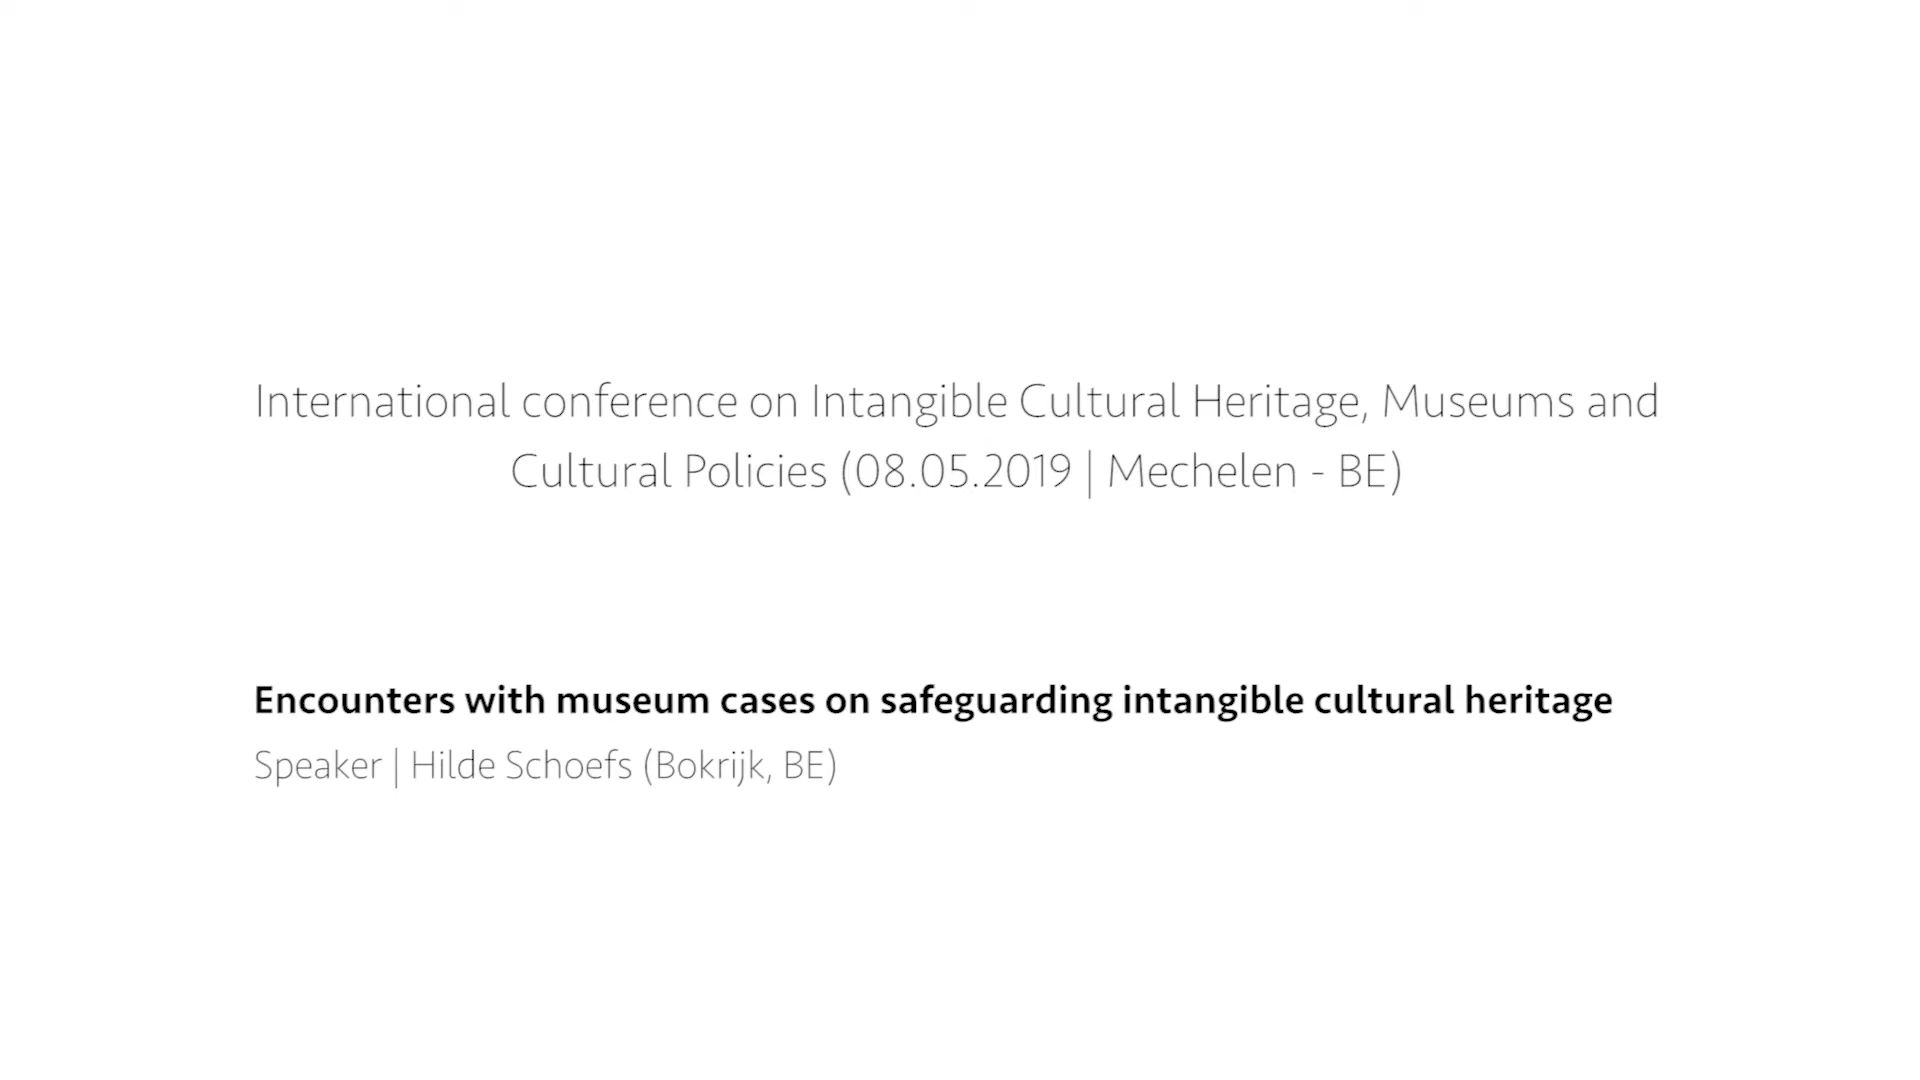 International conference on Intangible Cultural Heritage, Museums and
Cultural Policies (08.05.2019 | Mechelen - BE)
Encounters with museum cases on safeguarding intangible cultural heritage
Speaker | Hilde Schoefs (Bokrijk, BE)